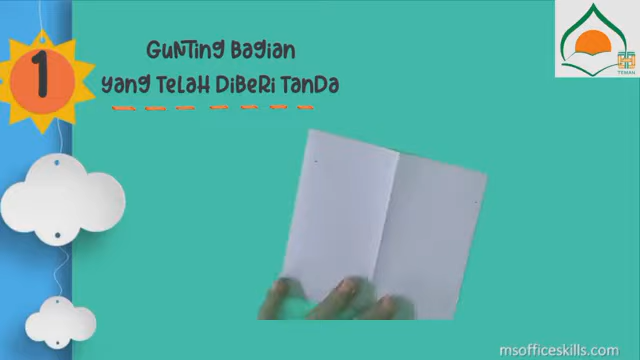 1
Gunting Bagian
yang Telah Diberi Tanda
TEMAN
msofficeskills.com